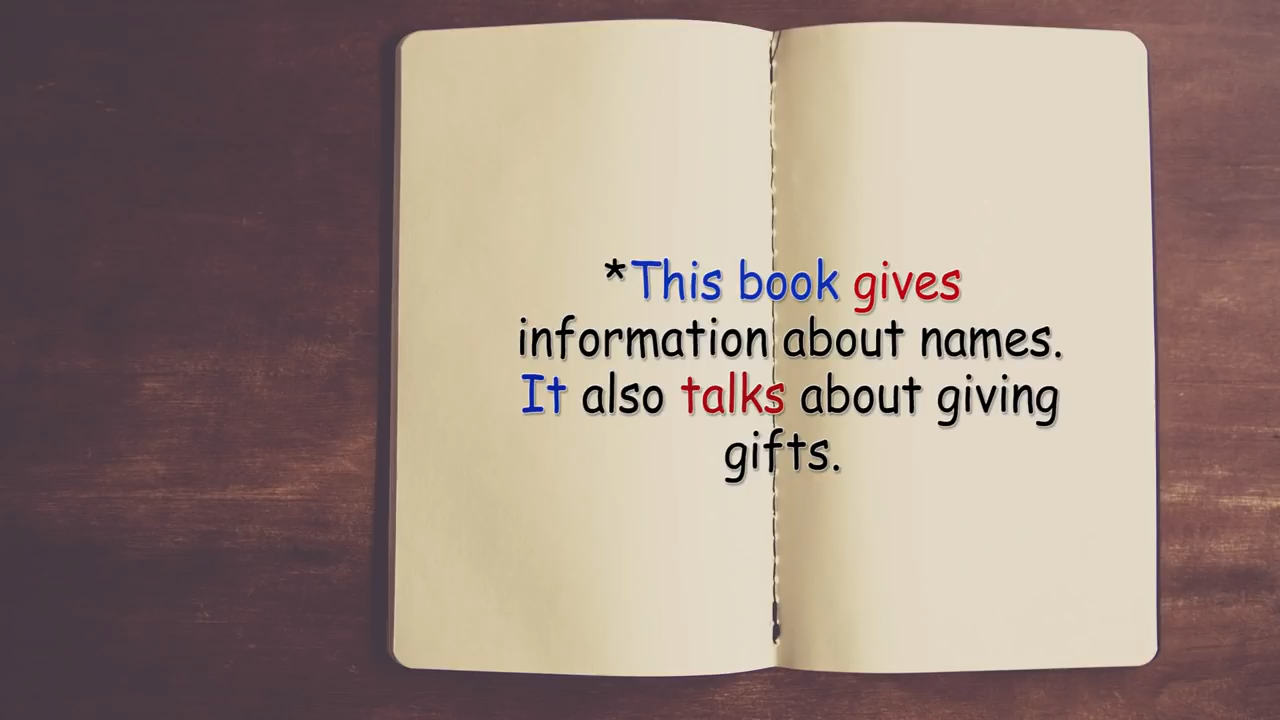 *This book gives
information about names.
It also talks about giving
gifts.